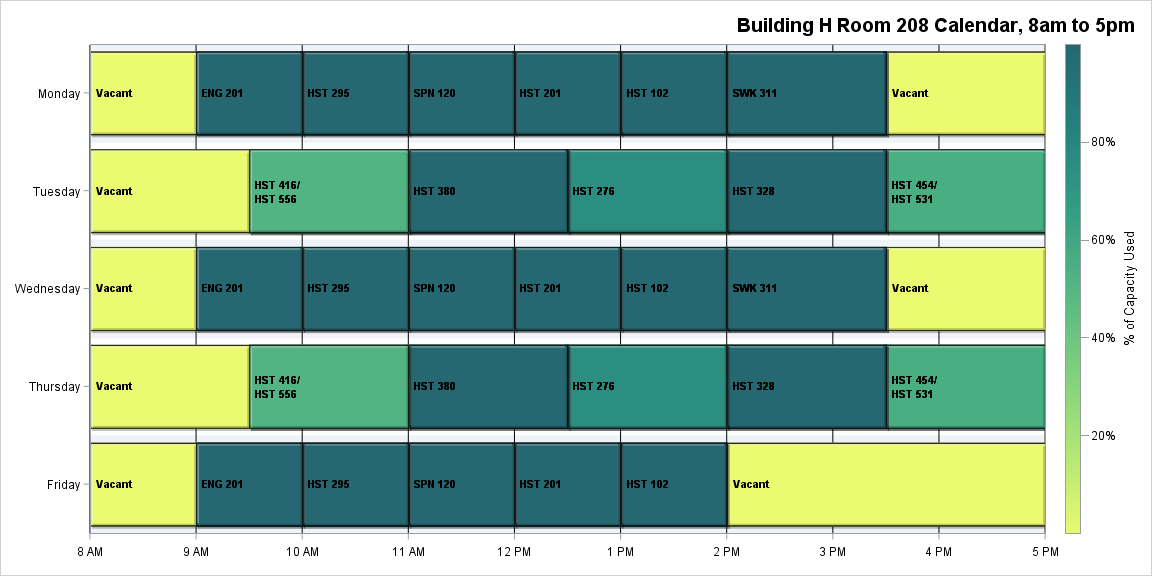 Building H Room 208 Calendar, 8am to 5pm
Monday
Vacant
ENG 201
HST 295
SPN 120
HST 201
HST 102
SWK 311
Vacant
Tuesday
Vacant
HST 416/
HST 556
HST 380
HST 276
HST 328
HST 454/
HST 531
Wednesday
Vacant
ENG 201
HST 295
SPN 120
HST 201
HST 102
SWK 311
Vacant
Thursday
Vacant
HST 416/
HST 556
HST 380
HST 276
HST 328
HST 454/
HST 531
Friday
Vacant
ENG 201
HST 295
SPN 120
HST 201
HST 102
Vacant
8 AM
9 AM
10 AM
11 AM
12 PM
1 PM
2 PM
3 PM
4 PM
5 PM
80%
60%
40%
20%
% of Capacity Used